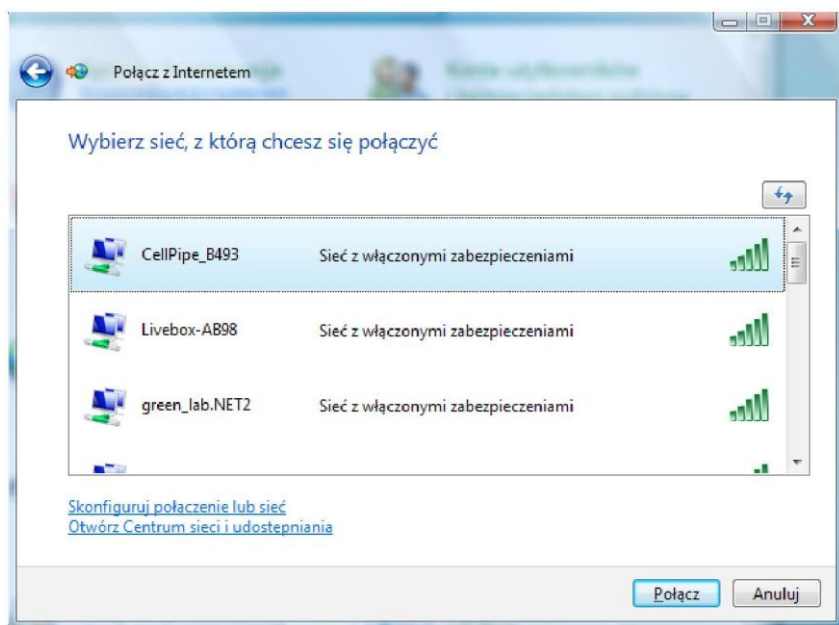 Połącz z Internetem
Wybierz sieć, z którą chcesz się połączyć
CellPipe_B493 Sieć z włączonymi zabezpieczeniami
Livebox-AB98 Sieć z włączonymi zabezpieczeniami
green_lab.NET2 Sieć z włączonymi zabezpieczeniami
Skonfiguruj połaczenie lub sieć
Otwórz Centrum sieci i udostepniania
Połącz Anuluj